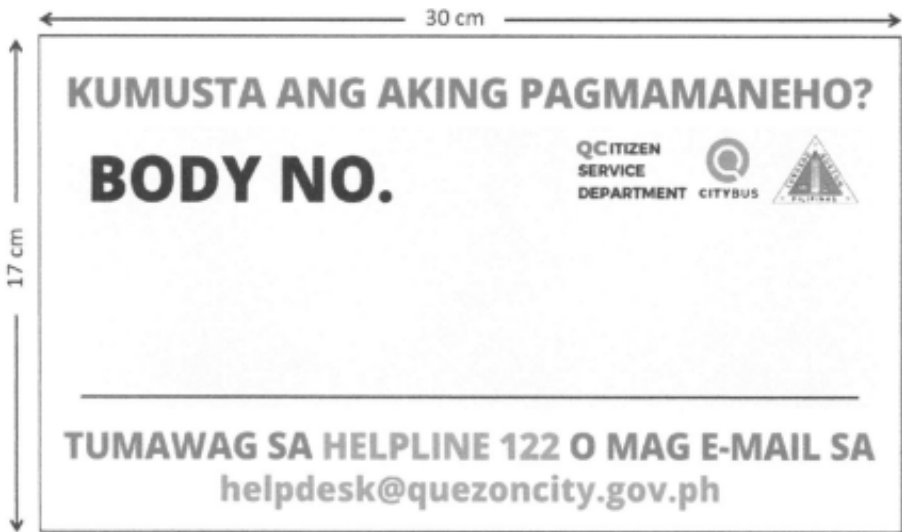 30 cm
17 cm
KUMUSTA ANG AKING PAGMAMANEHO?
BODY NO.
QCITIZEN
SERVICE
DEPARTMENT
CITYBUS
PILIPINAS
TUMAWAG SA HELPLINE 122 O MAG E-MAIL SA
helpdesk@quezoncity.gov.ph